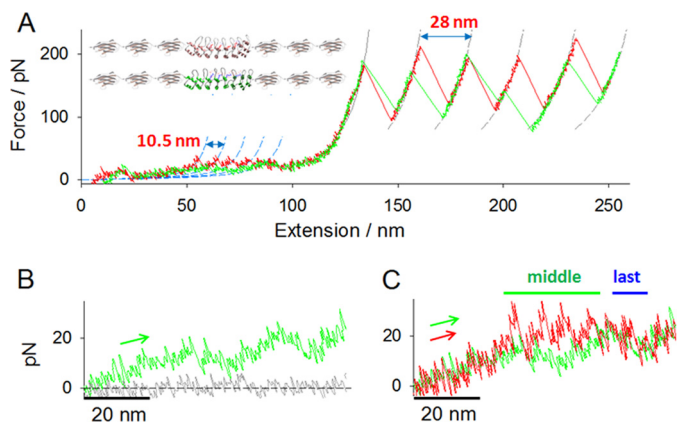 A
28 nm
200
Force / pN
100
10.5 nm
0
0 50 100 150 200 250
Extension / nm
B
C
middle
last
20
pN
0
20 nm
20
0
20 nm